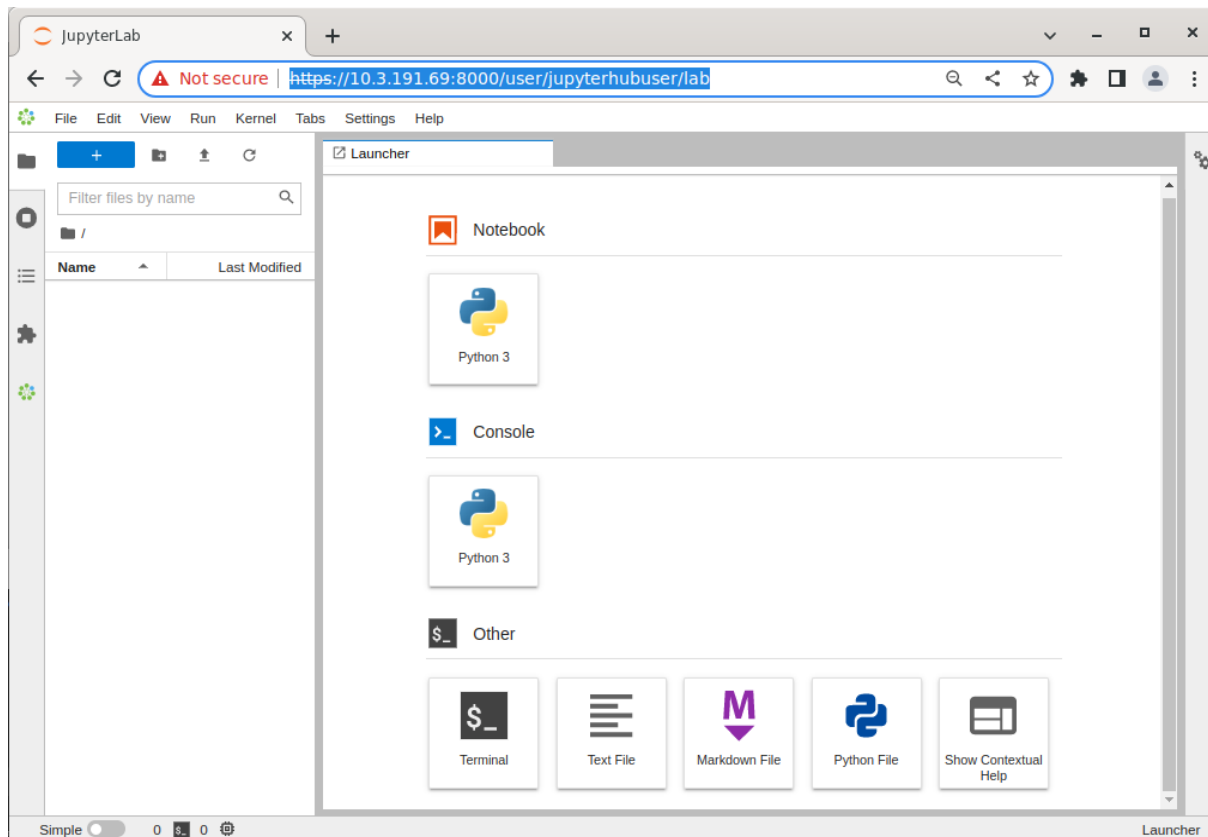 JupyterLab
Not secure https://10.3.191.69:8000/user/jupyterhubuser/lab
File Edit View Run Kernel Tabs Settings Help
+
Launcher
Filter files by name
/
Name Last Modified
Notebook
Python 3
>_ Console
Python 3
$_ Other
$_
M
Terminal Text File Markdown File Python File Show Contextual Help
Simple 0 $_ 0 Launcher